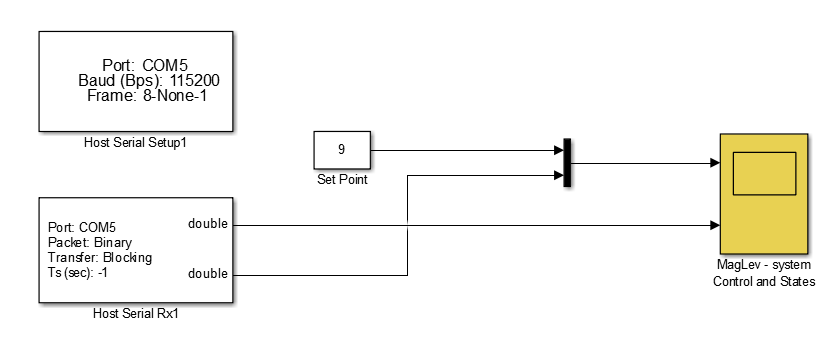 Port: COM5
Baud (Bps): 115200
Frame: 8-None-1
Host Serial Setup1
9
Set Point
Port: COM5
Packet: Binary
Transfer: Blocking
Ts (sec): -1
double
double
Host Serial Rx1
MagLev - system
Control and States